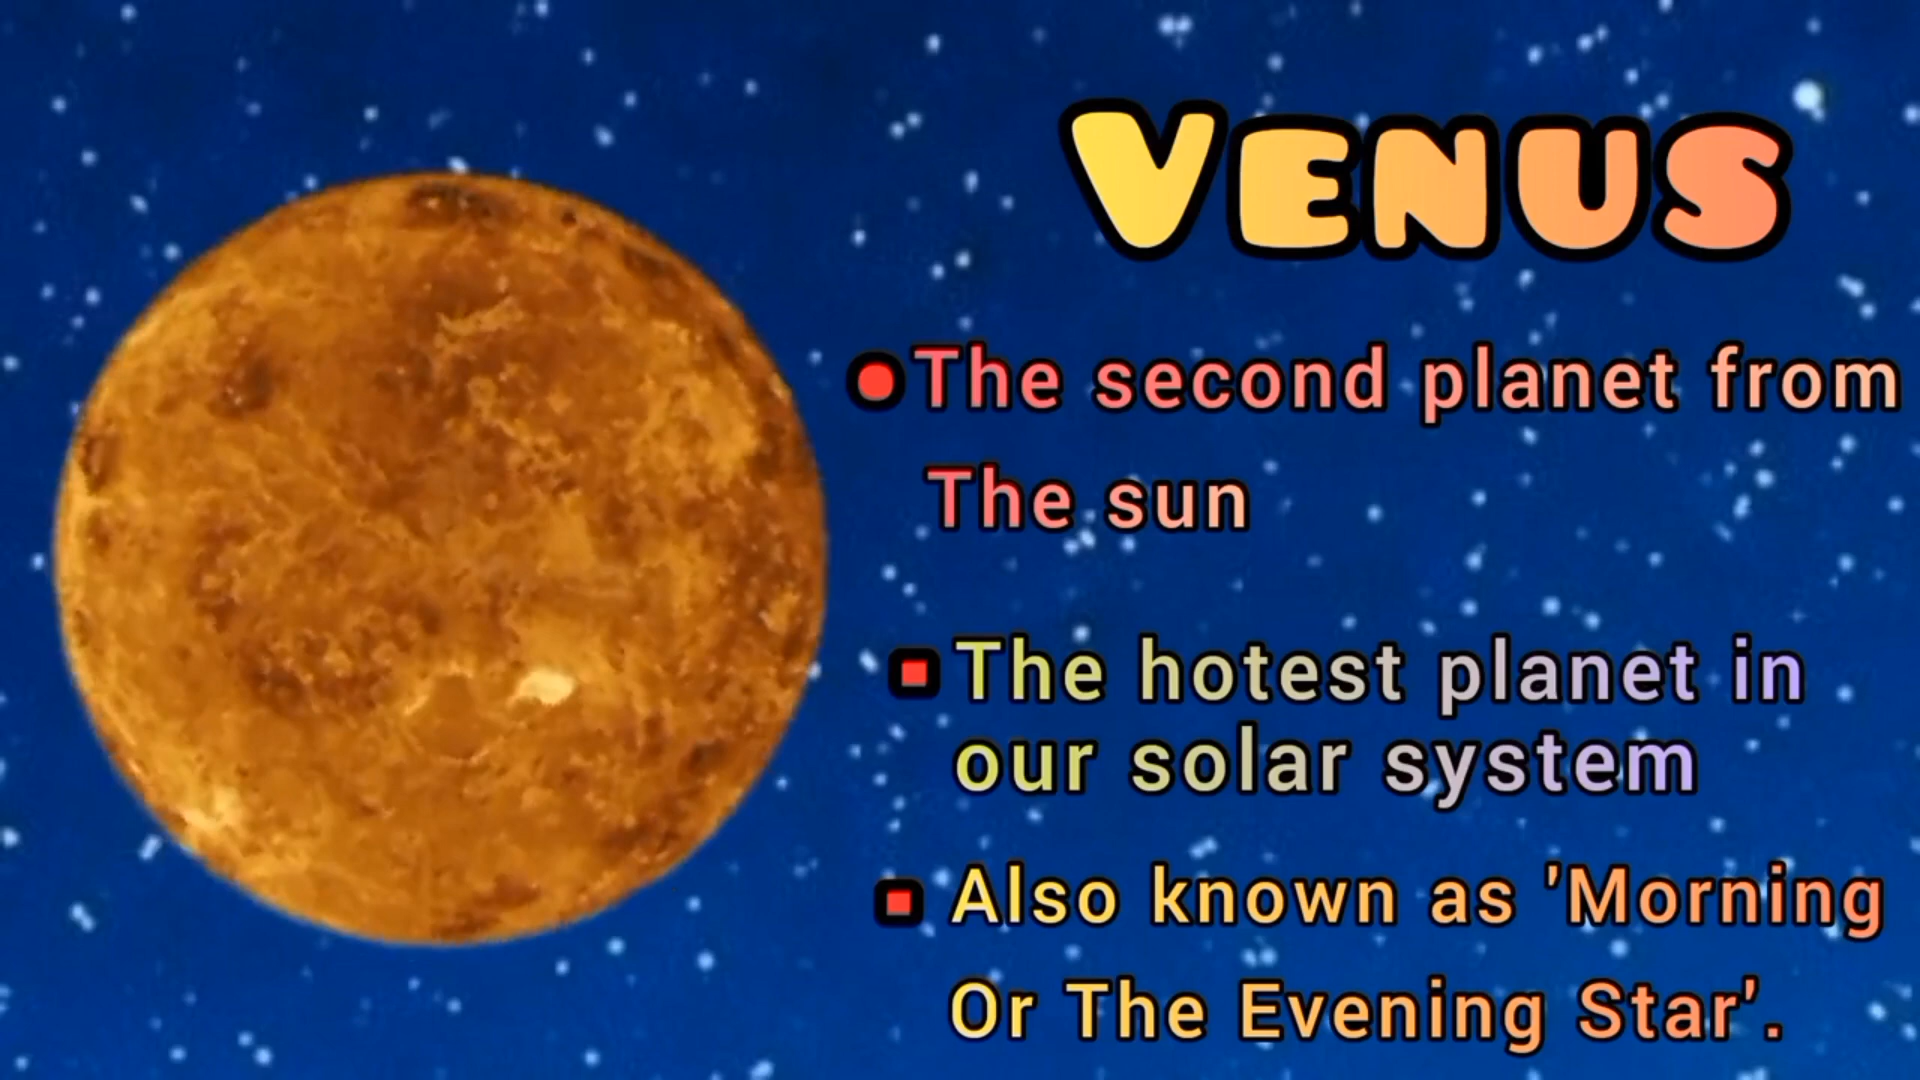 VENUS
The second planet from
The sun
The hotest planet in
our solar system
Also known as 'Morning
Or The Evening Star'.